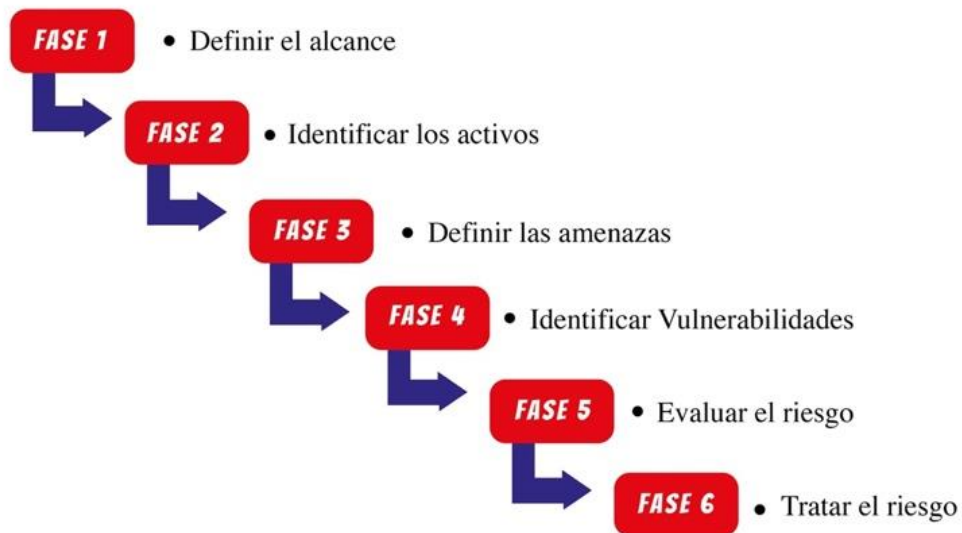 FASE 1 • Definir el alcance
FASE 2 • Identificar los activos
FASE 3 • Definir las amenazas
FASE 4 • Identificar Vulnerabilidades
FASE 5 • Evaluar el riesgo
FASE 6 • Tratar el riesgo